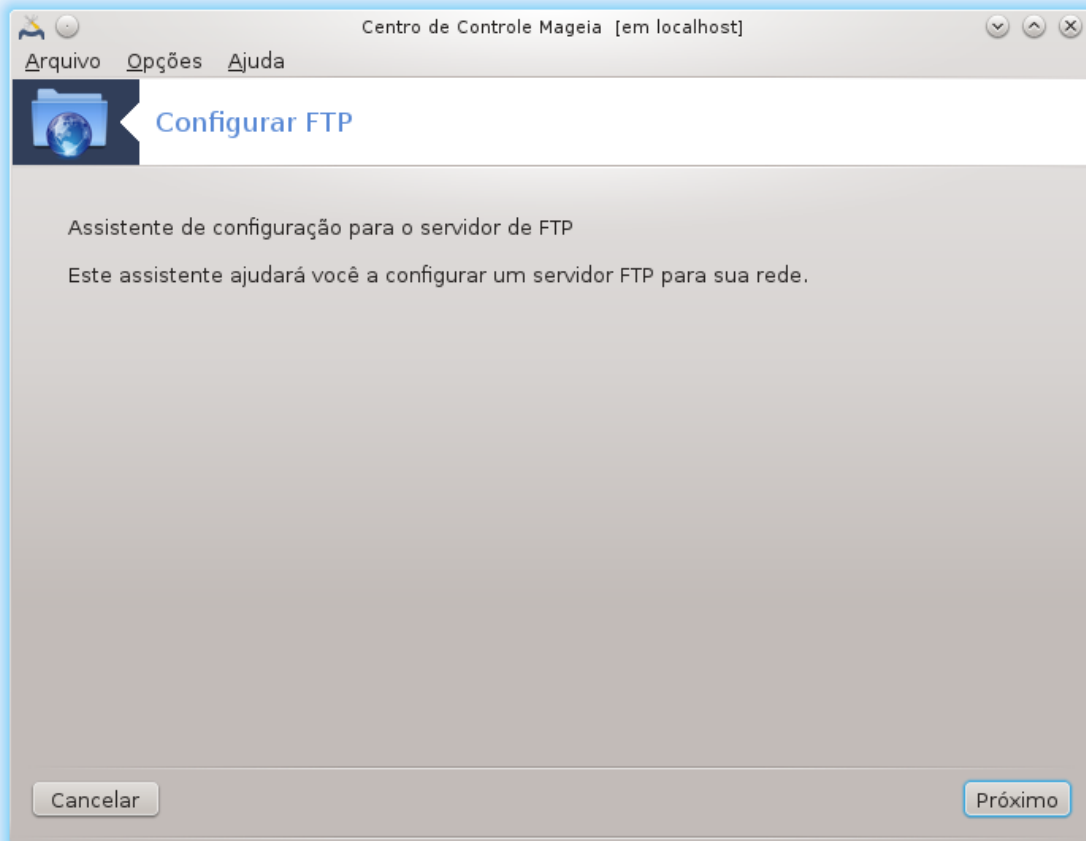 Centro de Controle Mageia [em localhost]
Arquivo Opções Ajuda
Configurar FTP
Assistente de configuração para o servidor de FTP
Este assistente ajudará você a configurar um servidor FTP para sua rede.
Cancelar Próximo